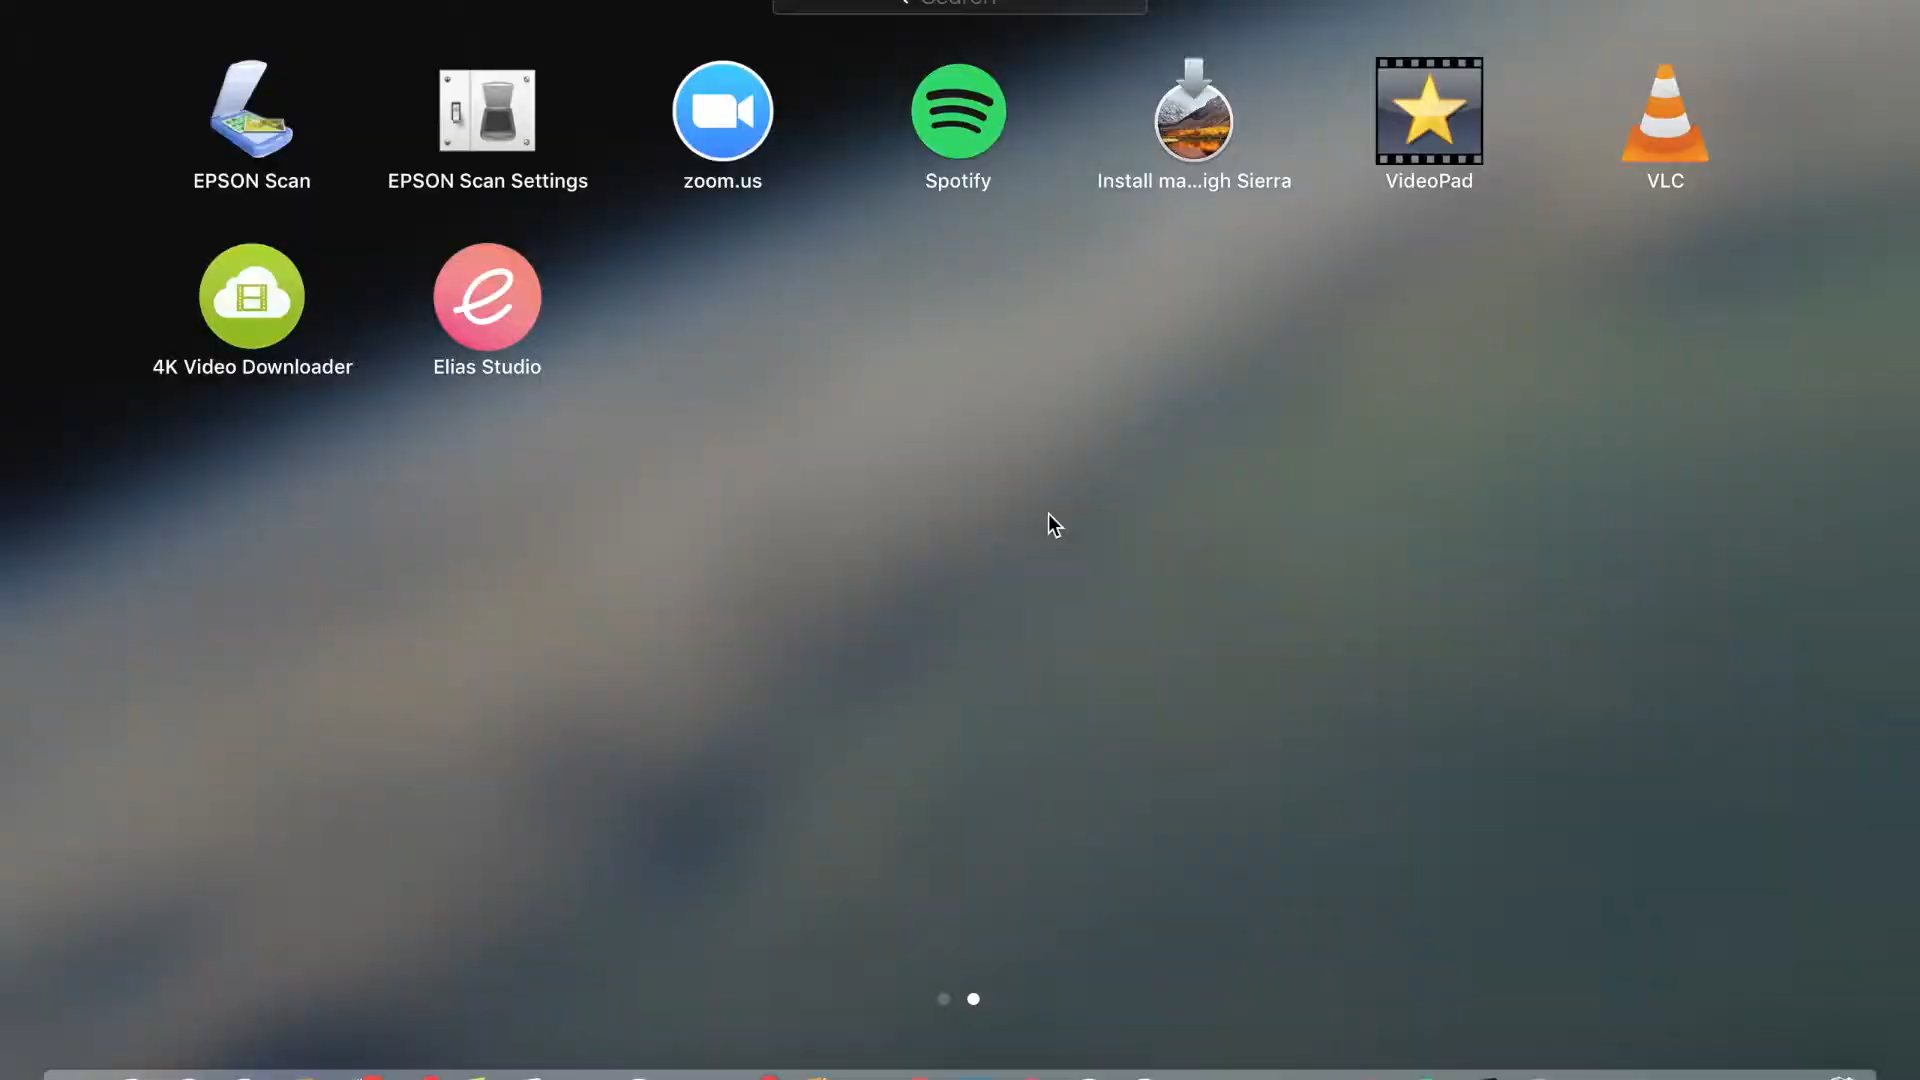 Search
EPSON Scan
EPSON Scan Settings
zoom.us
Spotify
Install ma...igh Sierra
VideoPad
VLC
4K Video Downloader
Elias Studio